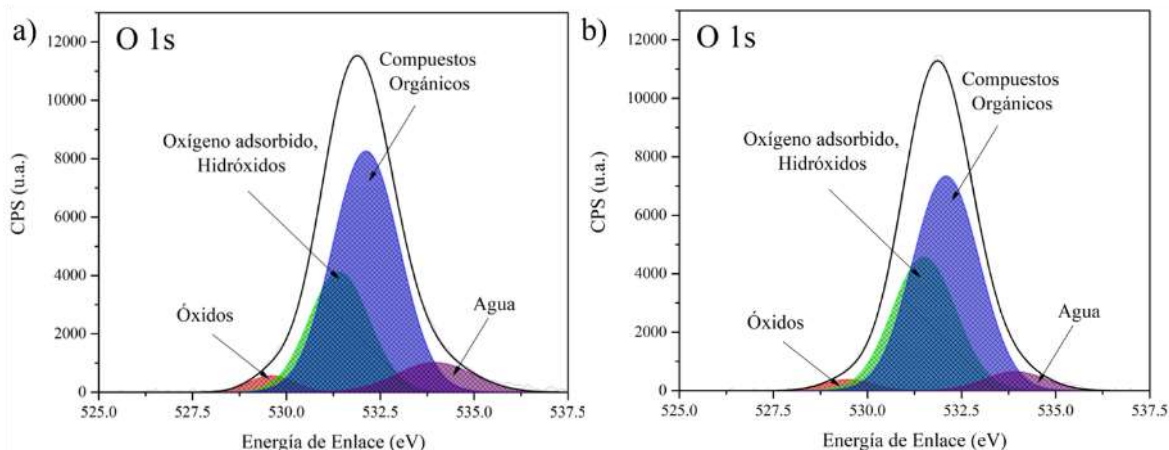 a)
O 1s
12000
10000
8000
6000
4000
2000
0
CPS (u.a.)
Compuestos
Orgánicos
Oxígeno adsorbido,
Hidróxidos
Óxidos
Agua
525.0 527.5 530.0 532.5 535.0 537.5
Energía de Enlace (eV)
b)
O 1s
12000
10000
8000
6000
4000
2000
0
CPS (u.a.)
Compuestos
Orgánicos
Oxígeno adsorbido,
Hidróxidos
Óxidos
Agua
525.0 527.5 530.0 532.5 535.0 537.5
Energía de Enlace (eV)